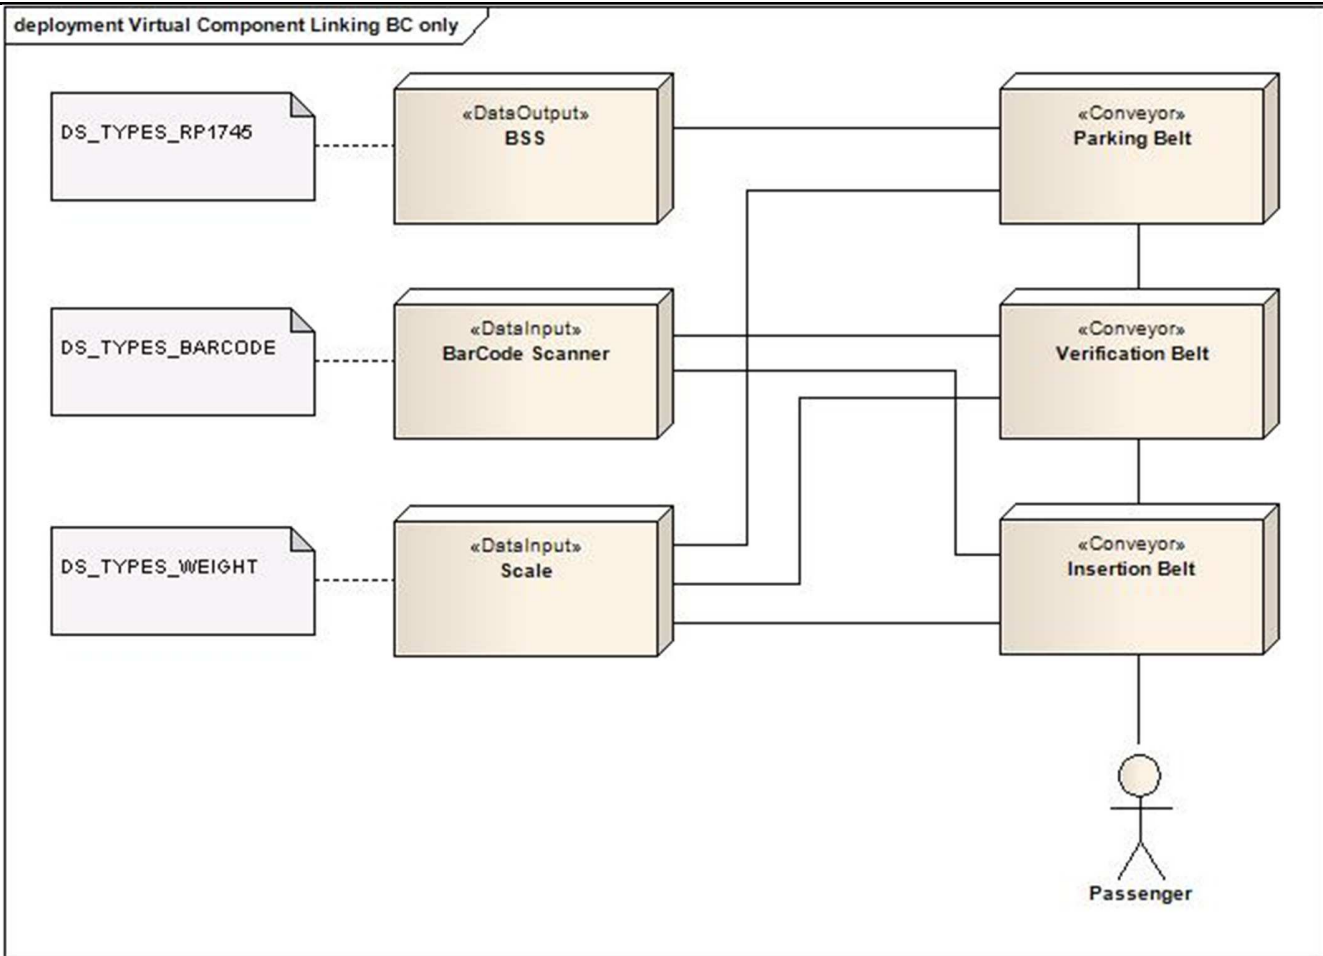 deployment Virtual Component Linking BC only
DS_TYPES_RP1745
«DataOutput»
BSS
«Conveyor»
Parking Belt
DS_TYPES_BARCODE
«DataInput»
BarCode Scanner
«Conveyor»
Verification Belt
DS_TYPES_WEIGHT
«DataInput»
Scale
«Conveyor»
Insertion Belt
Passenger